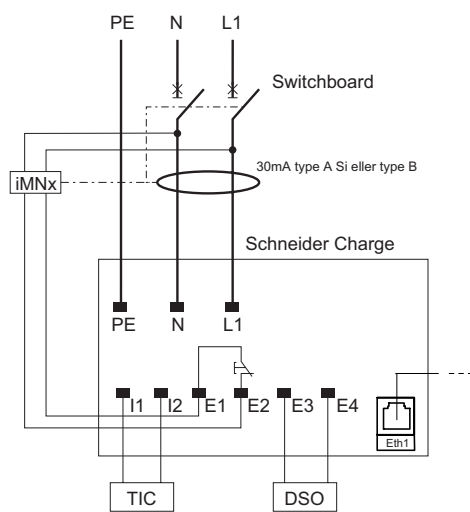 PE N L1
Switchboard
30mA type A Si eller type B
iMNx
Schneider Charge
PE N L1
I1 I2 E1 E2 E3 E4
Eth1
TIC DSO